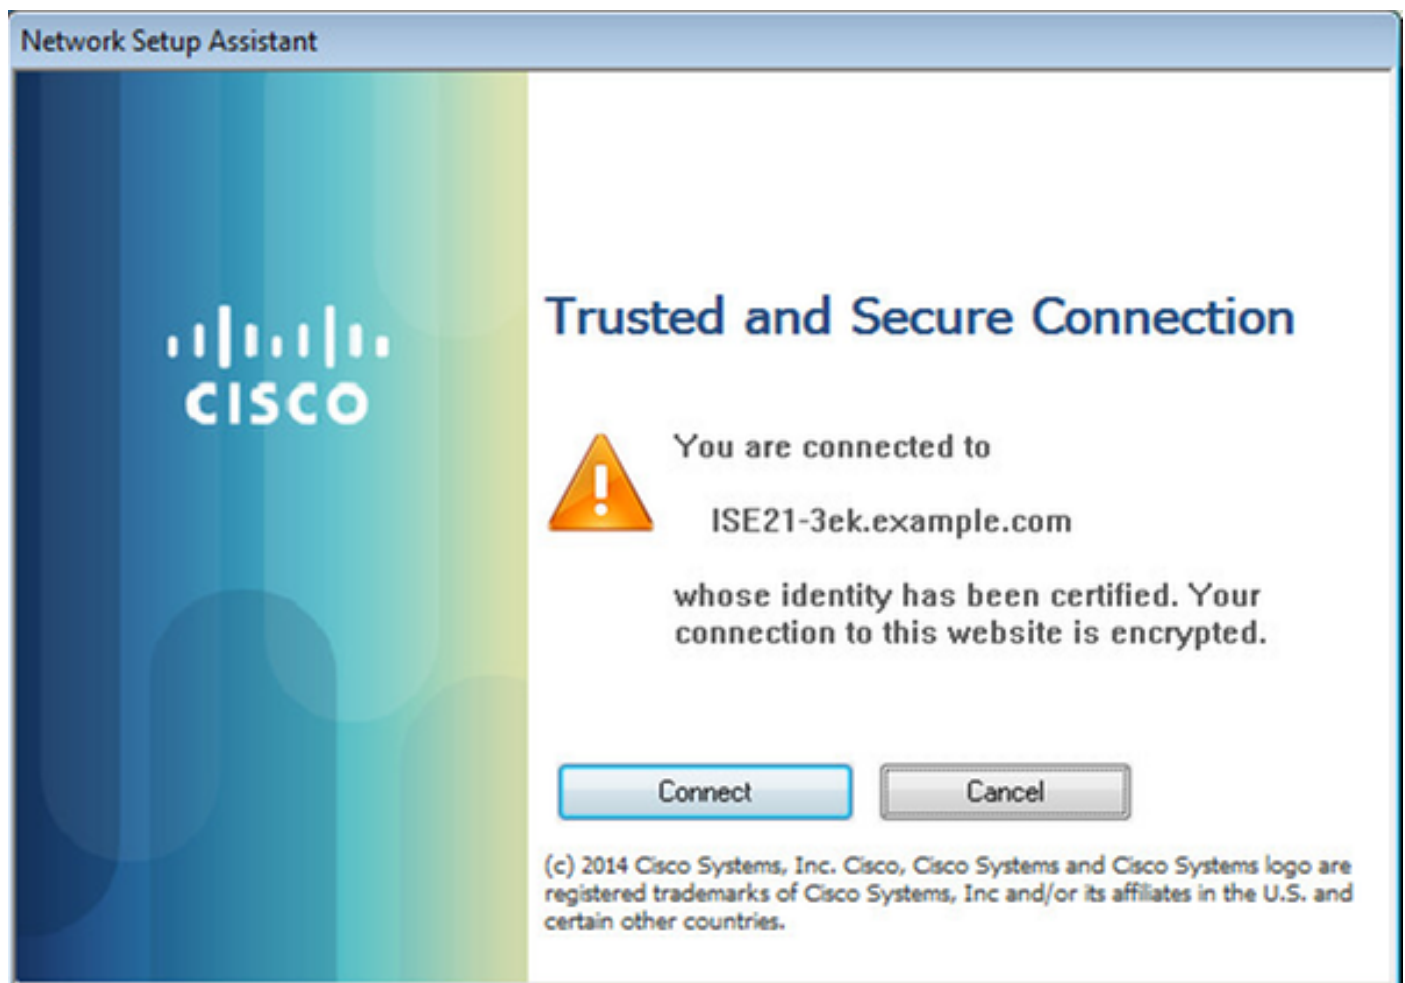 Network Setup Assistant
CISCO
Trusted and Secure Connection
You are connected to
ISE21-3ek.example.com
whose identity has been certified. Your
connection to this website is encrypted.
Connect
Cancel
(c) 2014 Cisco Systems, Inc. Cisco, Cisco Systems and Cisco Systems logo are
registered trademarks of Cisco Systems, Inc and/or its affiliates in the U.S. and
certain other countries.